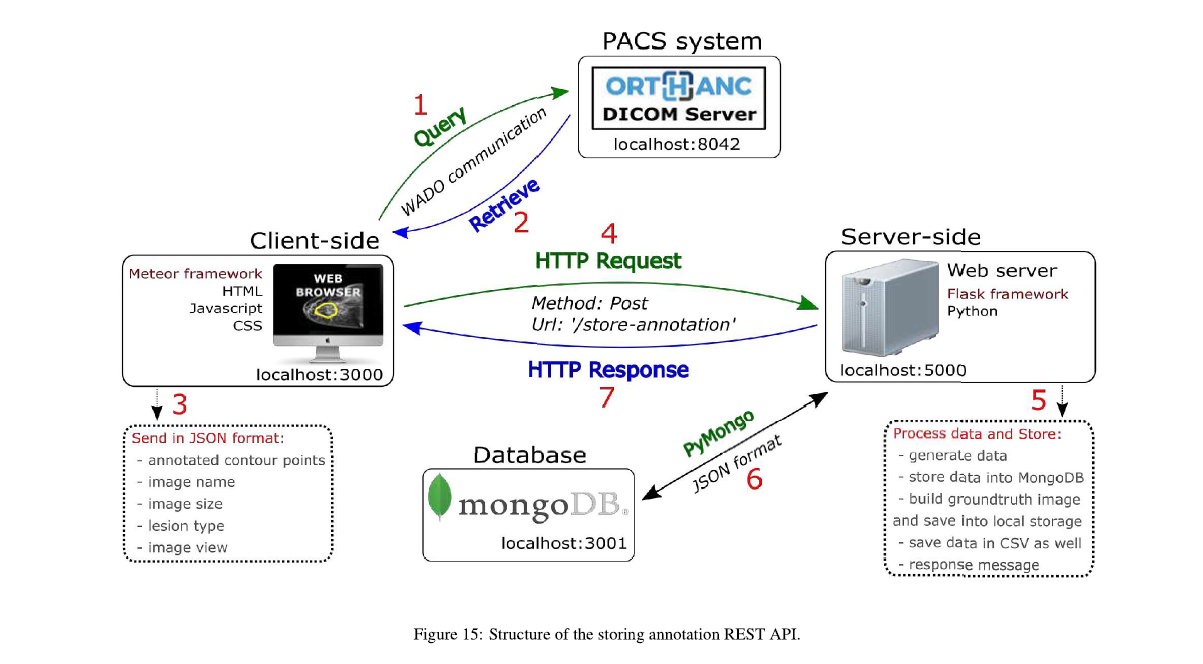 PACS system
ORTHANC
DICOM Server
localhost:8042
1
Query
WADO communication
Retrieve
2
Client-side
Meteor framework
HTML
Javascript
CSS
WEB
BROWSER
localhost:3000
4
HTTP Request
Method: Post
Url: '/store-annotation'
HTTP Response
7
Server-side
Web server
Flask framework
Python
localhost:5000
3
Send in JSON format:
- annotated contour points
- image name
- image size
- lesion type
- image view
PyMongo
JSON format
6
Database
mongoDB®
localhost:3001
5
Process data and Store:
- generate data
- store data into MongoDB
- build groundtruth image
and save into local storage
- save data in CSV as well
- response message
Figure 15: Structure of the storing annotation REST API.